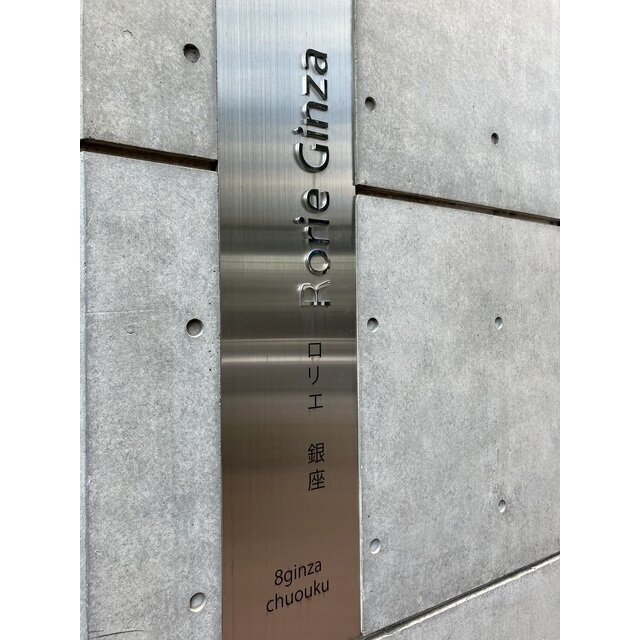 Rorie Ginza
ロリエ 銀座
8ginza
chuouku